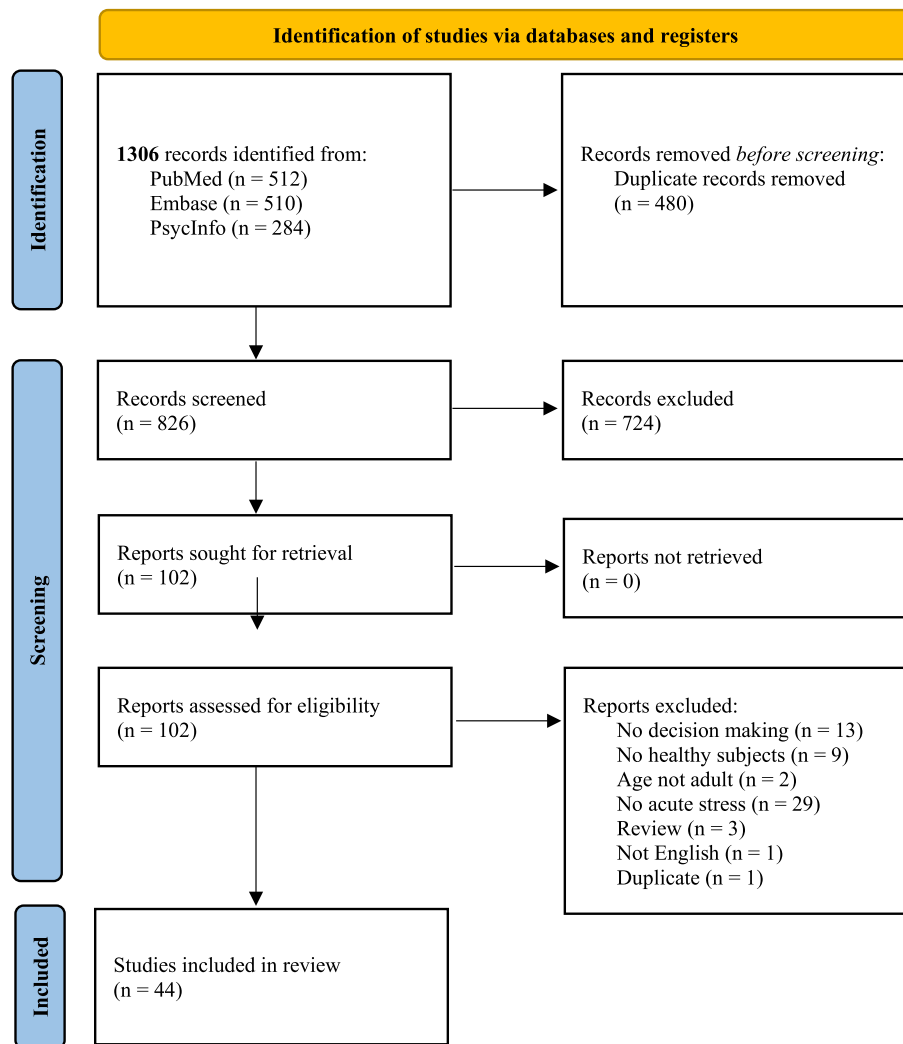 Identification of studies via databases and registers
Identification
1306 records identified from:
PubMed (n = 512)
Embase (n = 510)
PsycInfo (n = 284)
Records removed before screening:
Duplicate records removed
(n = 480)
Screening
Records screened
(n = 826)
Records excluded
(n = 724)
Reports sought for retrieval
(n = 102)
Reports not retrieved
(n = 0)
Reports assessed for eligibility
(n = 102)
Reports excluded:
No decision making (n = 13)
No healthy subjects (n = 9)
Age not adult (n = 2)
No acute stress (n = 29)
Review (n = 3)
Not English (n = 1)
Duplicate (n = 1)
Included
Studies included in review
(n = 44)